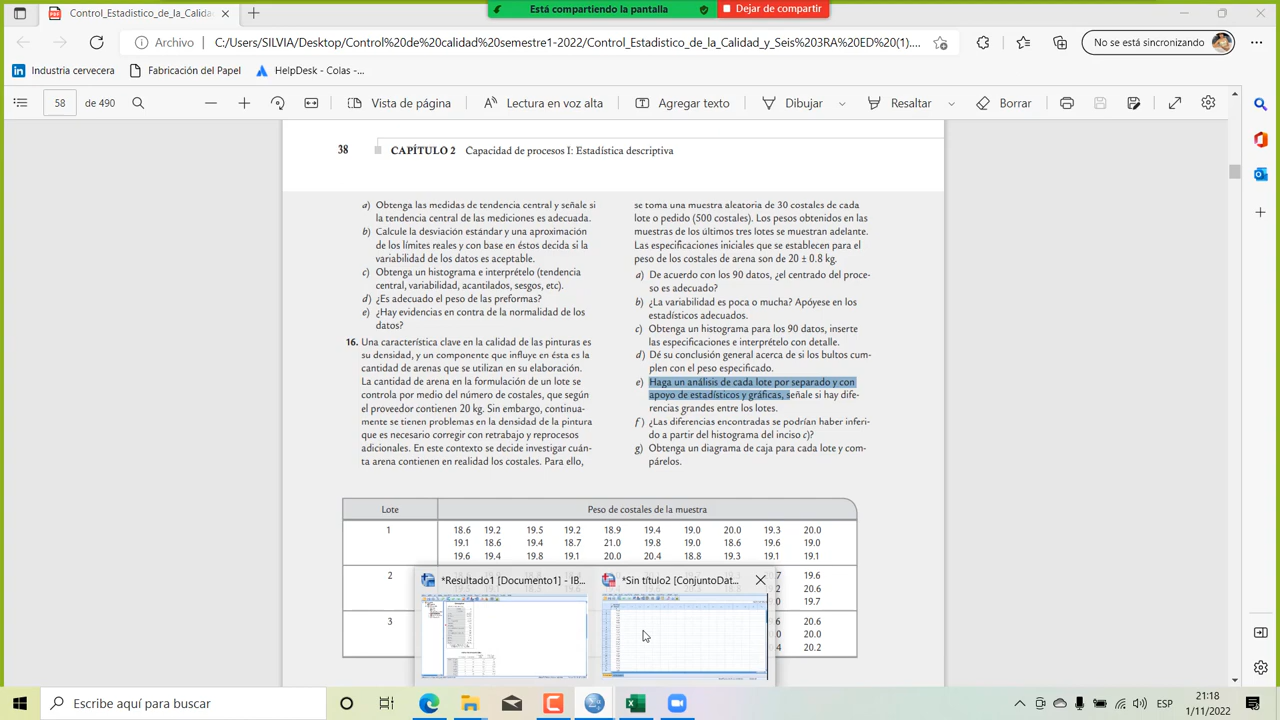 Está compartiendo la pantalla
Dejar de compartir
Control_Estadistico_de_la_Calida
Archivo
C:/Users/SILVIA/Desktop/Control%20de%20calidad%20semestre1-2022/Control_Estadistico_de_la_Calidad_y_Seis%203RA%20ED%20(1)....
No se está sincronizando
Industria cervecera
Fabricación del Papel
HelpDesk - Colas -...
58
de 490
Vista de página
Lectura en voz alta
Agregar texto
Dibujar
Resaltar
Borrar
38
CAPÍTULO 2 Capacidad de procesos I: Estadística descriptiva
a) Obtenga las medidas de tendencia central y señale si
la tendencia central de las mediciones es adecuada.
b) Calcule la desviación estándar y una aproximación
de los límites reales y con base en éstos decida si la
variabilidad de los datos es aceptable.
c) Obtenga un histograma e interprételo (tendencia
central, variabilidad, acantilados, sesgos, etc).
d) ¿Es adecuado el peso de las preformas?
e) ¿Hay evidencias en contra de la normalidad de los
datos?
16. Una característica clave en la calidad de las pinturas es
su densidad, y un componente que influye en ésta es la
cantidad de arenas que se utilizan en su elaboración.
La cantidad de arena en la formulación de un lote se
controla por medio del número de costales, que según
el proveedor contienen 20 kg. Sin embargo, continua-
mente se tienen problemas en la densidad de la pintura
que es necesario corregir con retrabajo y reprocesos
adicionales. En este contexto se decide investigar cuán-
ta arena contienen en realidad los costales. Para ello,
se toma una muestra aleatoria de 30 costales de cada
lote o pedido (500 costales). Los pesos obtenidos en las
muestras de los últimos tres lotes se muestran adelante.
Las especificaciones iniciales que se establecen para el
peso de los costales de arena son de 20 ± 0.8 kg.
a) De acuerdo con los 90 datos, ¿el centrado del proce-
so es adecuado?
b) ¿La variabilidad es poca o mucha? Apóyese en los
estadísticos adecuados.
c) Obtenga un histograma para los 90 datos, inserte
las especificaciones e interprételo con detalle.
d) Dé su conclusión general acerca de si los bultos cum-
plen con el peso especificado.
e) Haga un análisis de cada lote por separado y con
apoyo de estadísticos y gráficas, señale si hay dife-
rencias grandes entre los lotes.
f) ¿Las diferencias encontradas se podrían haber inferi-
do a partir del histograma del inciso c)?
g) Obtenga un diagrama de caja para cada lote y com-
párelos.
Lote Peso de costales de la muestra
1 18.6 19.2 19.5 19.2 18.9 19.4 19.0 20.0 19.3 20.0
19.1 18.6 19.4 18.7 21.0 19.8 19.0 18.6 19.6 19.0
19.6 19.4 19.8 19.1 20.0 20.4 18.8 19.3 19.1 19.1
2 19.6
20.6
19.7
3 20.6
20.0
20.2
*Resultado1 [Documento1] - IB...
*Sin título2 [ConjuntoDat...
Escribe aquí para buscar
ESP
21:18
1/11/2022